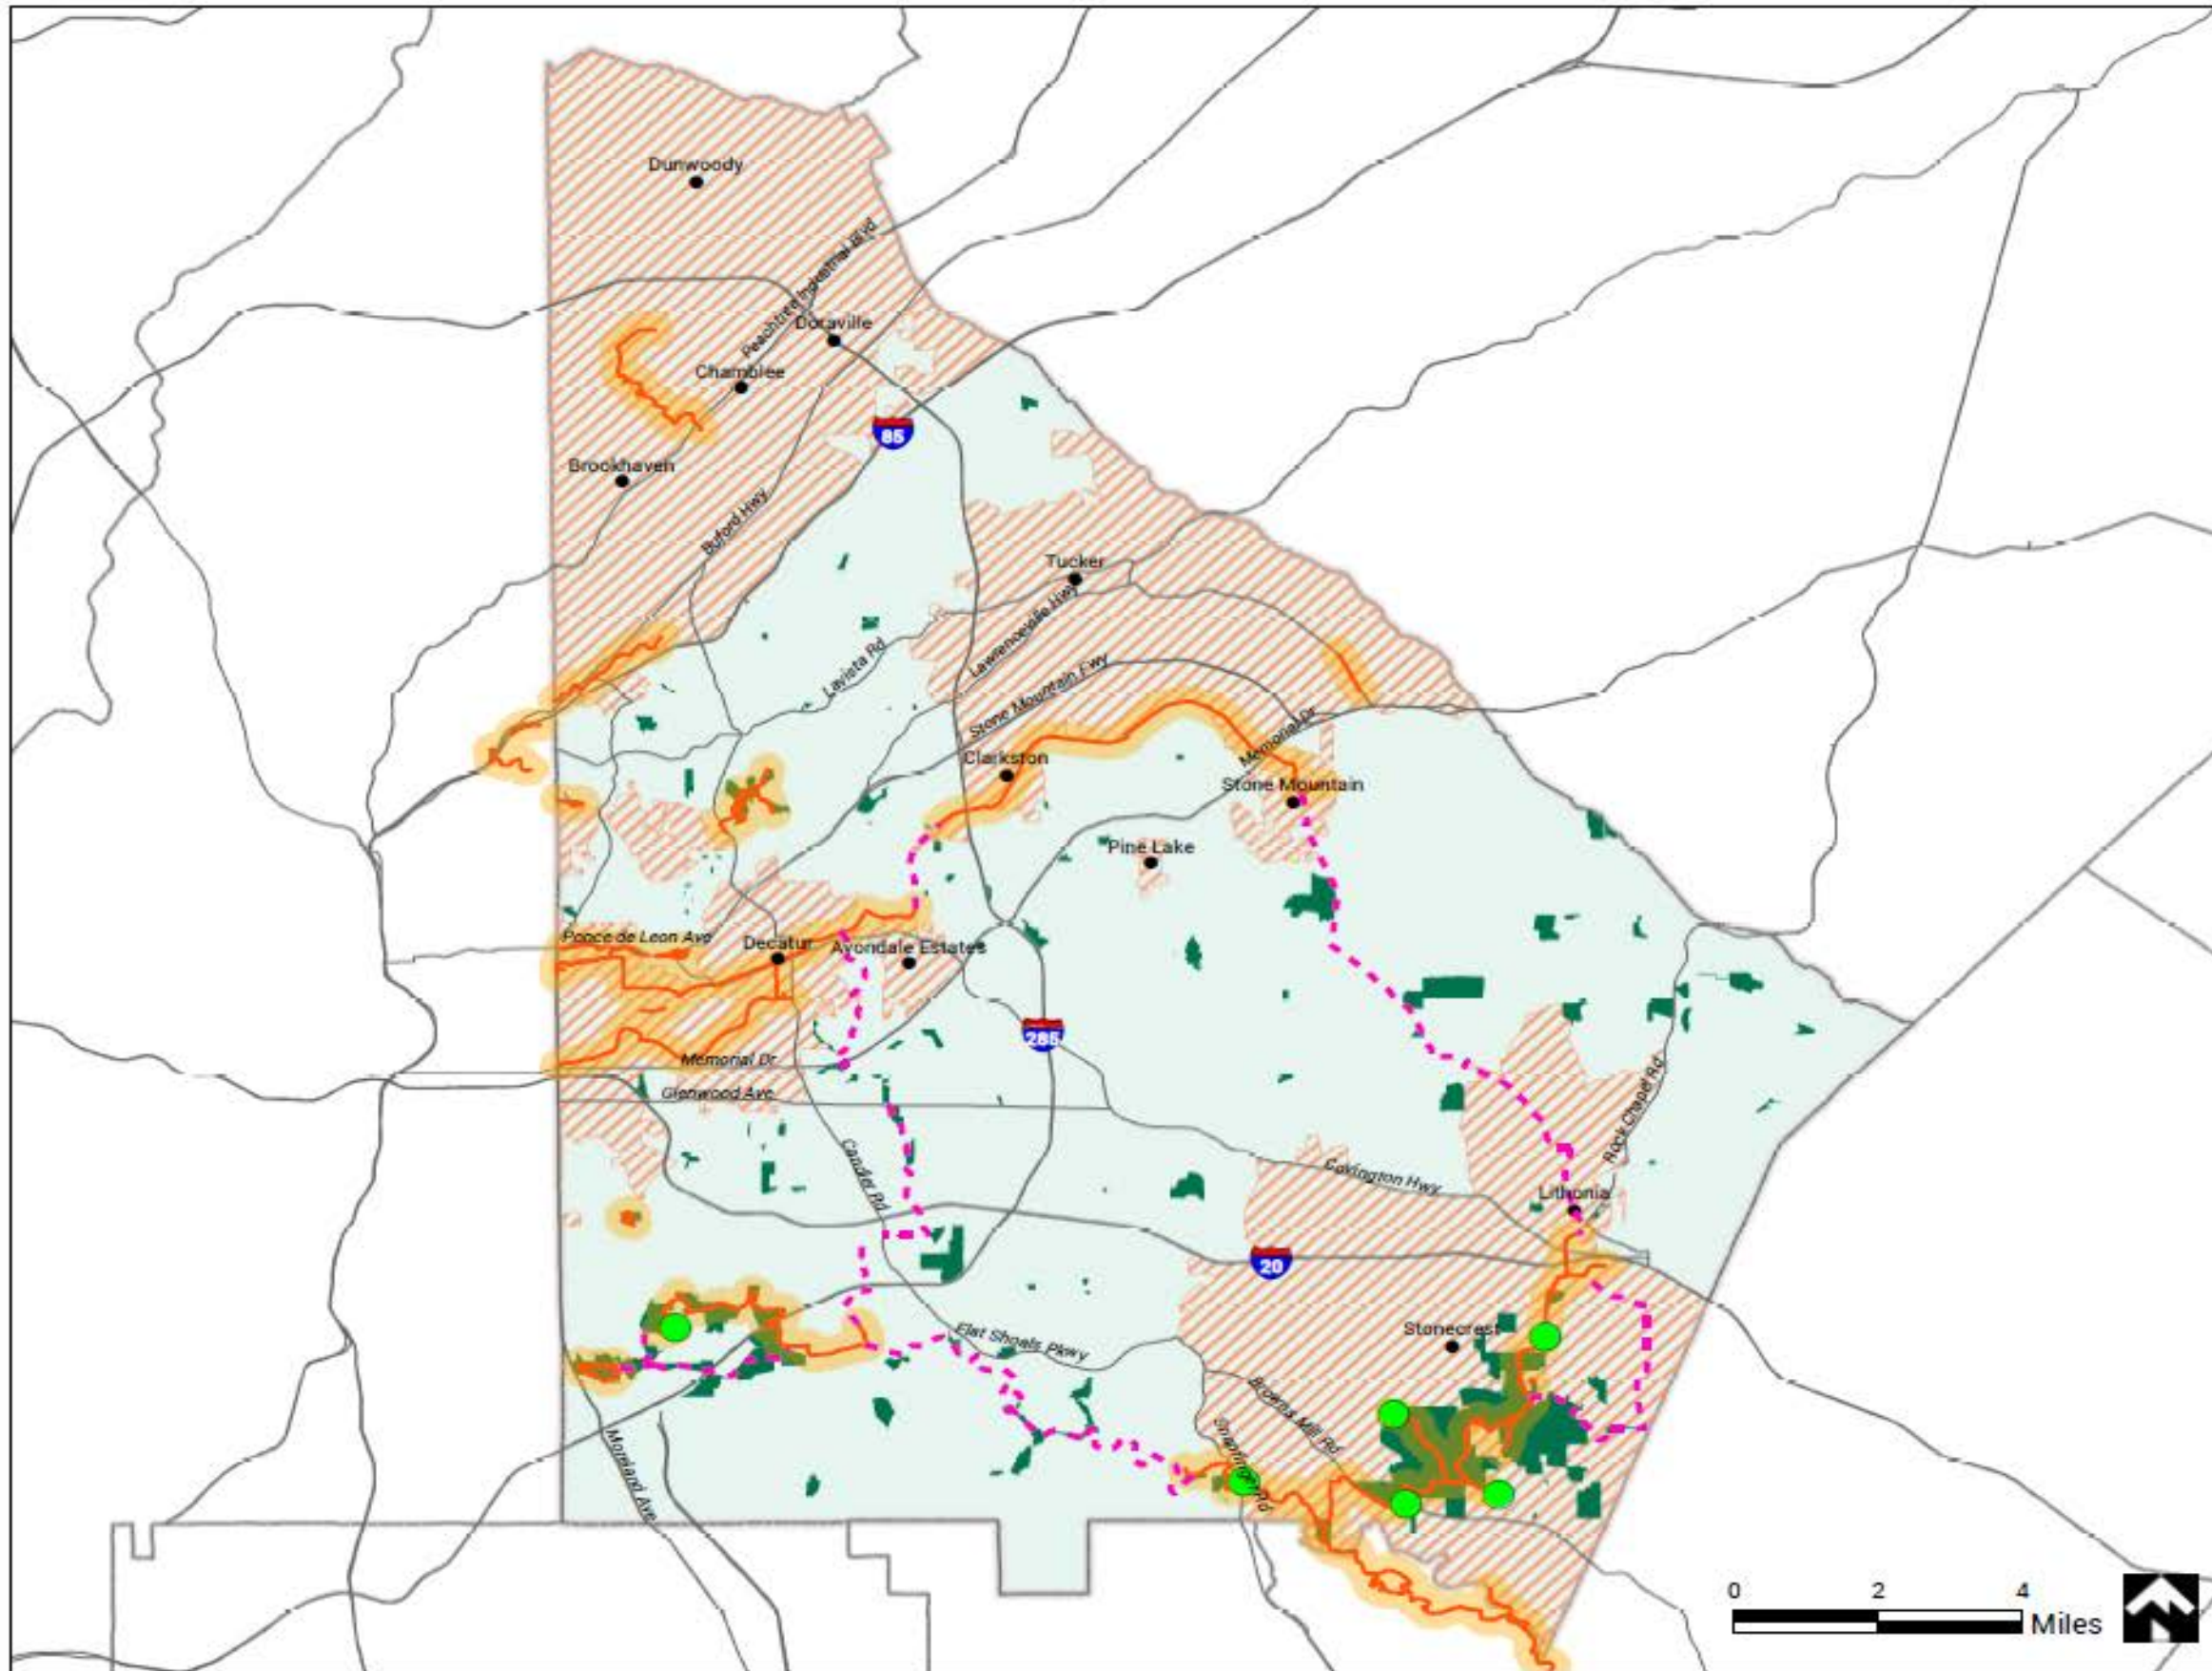 Dunwoody
Peachtree Industrial Blvd
Doraville
Chamblee
85
Brookhaven
Buford Hwy
Tucker
Lawrenceville Hwy
Lavista Rd
Stone Mountain Fwy
Memorial Dr
Clarkston
Stone Mountain
Pine Lake
Ponce de Leon Ave
Decatur
Avondale Estates
285
Memorial Dr
Glenwood Ave
Rock Chapel Rd
Candler Rd
Covington Hwy
Lithonia
20
Flat Shoals Pkwy
Stonecrest
Browns Mill Rd
Snapfinger Rd
Moreland Ave
0 2 4
Miles
N